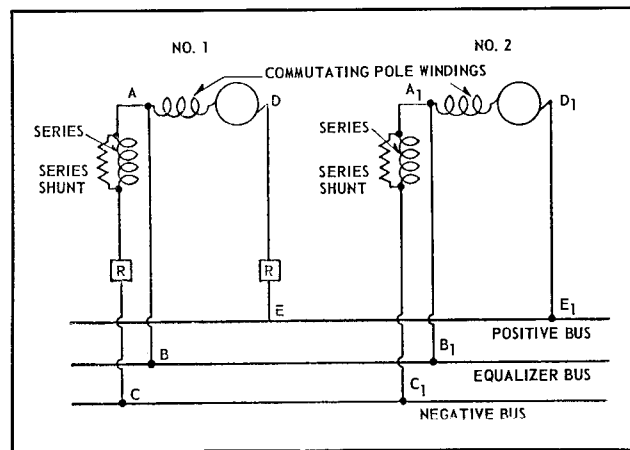 NO. 1
NO. 2
COMMUTATING POLE WINDINGS
A
D
A1
D1
SERIES
SERIES
SHUNT
SERIES
SERIES
SHUNT
R
R
E
E1
POSITIVE BUS
B
B1
EQUALIZER BUS
C
C1
NEGATIVE BUS